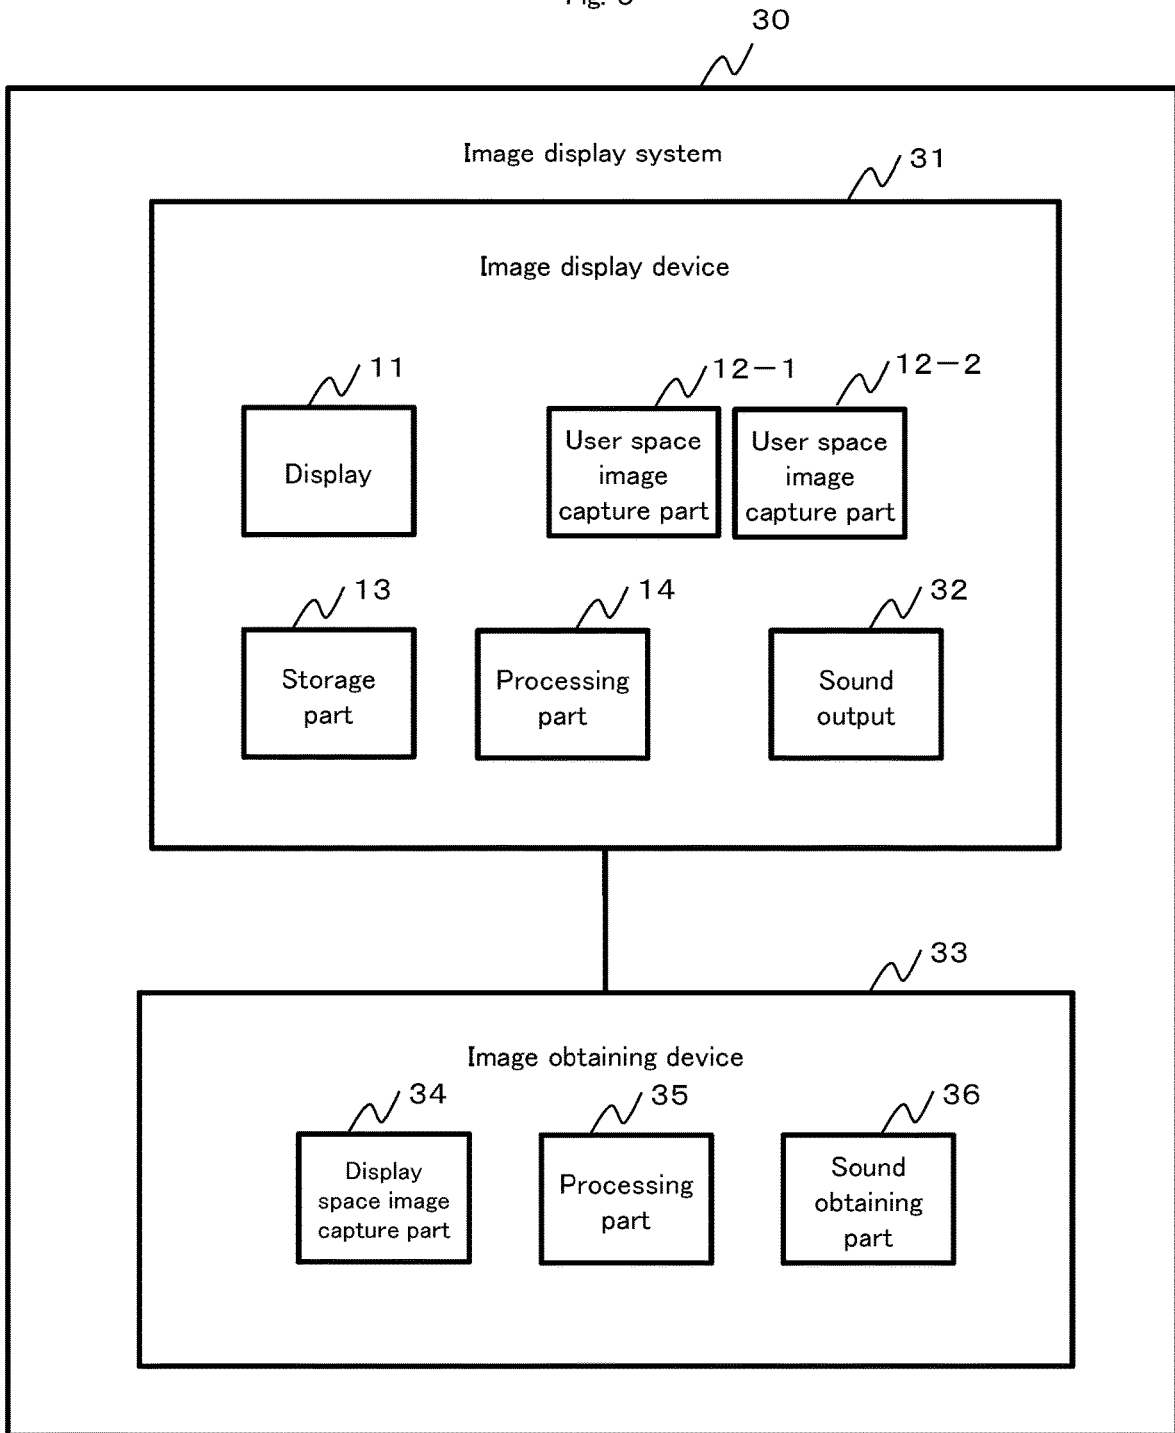 30
Image display system
31
Image display device
11
12-1
12-2
Display
User space
image
capture part
User space
image
capture part
13
14
32
Storage
part
Processing
part
Sound
output
33
Image obtaining device
34
35
36
Display
space image
capture part
Processing
part
Sound
obtaining
part